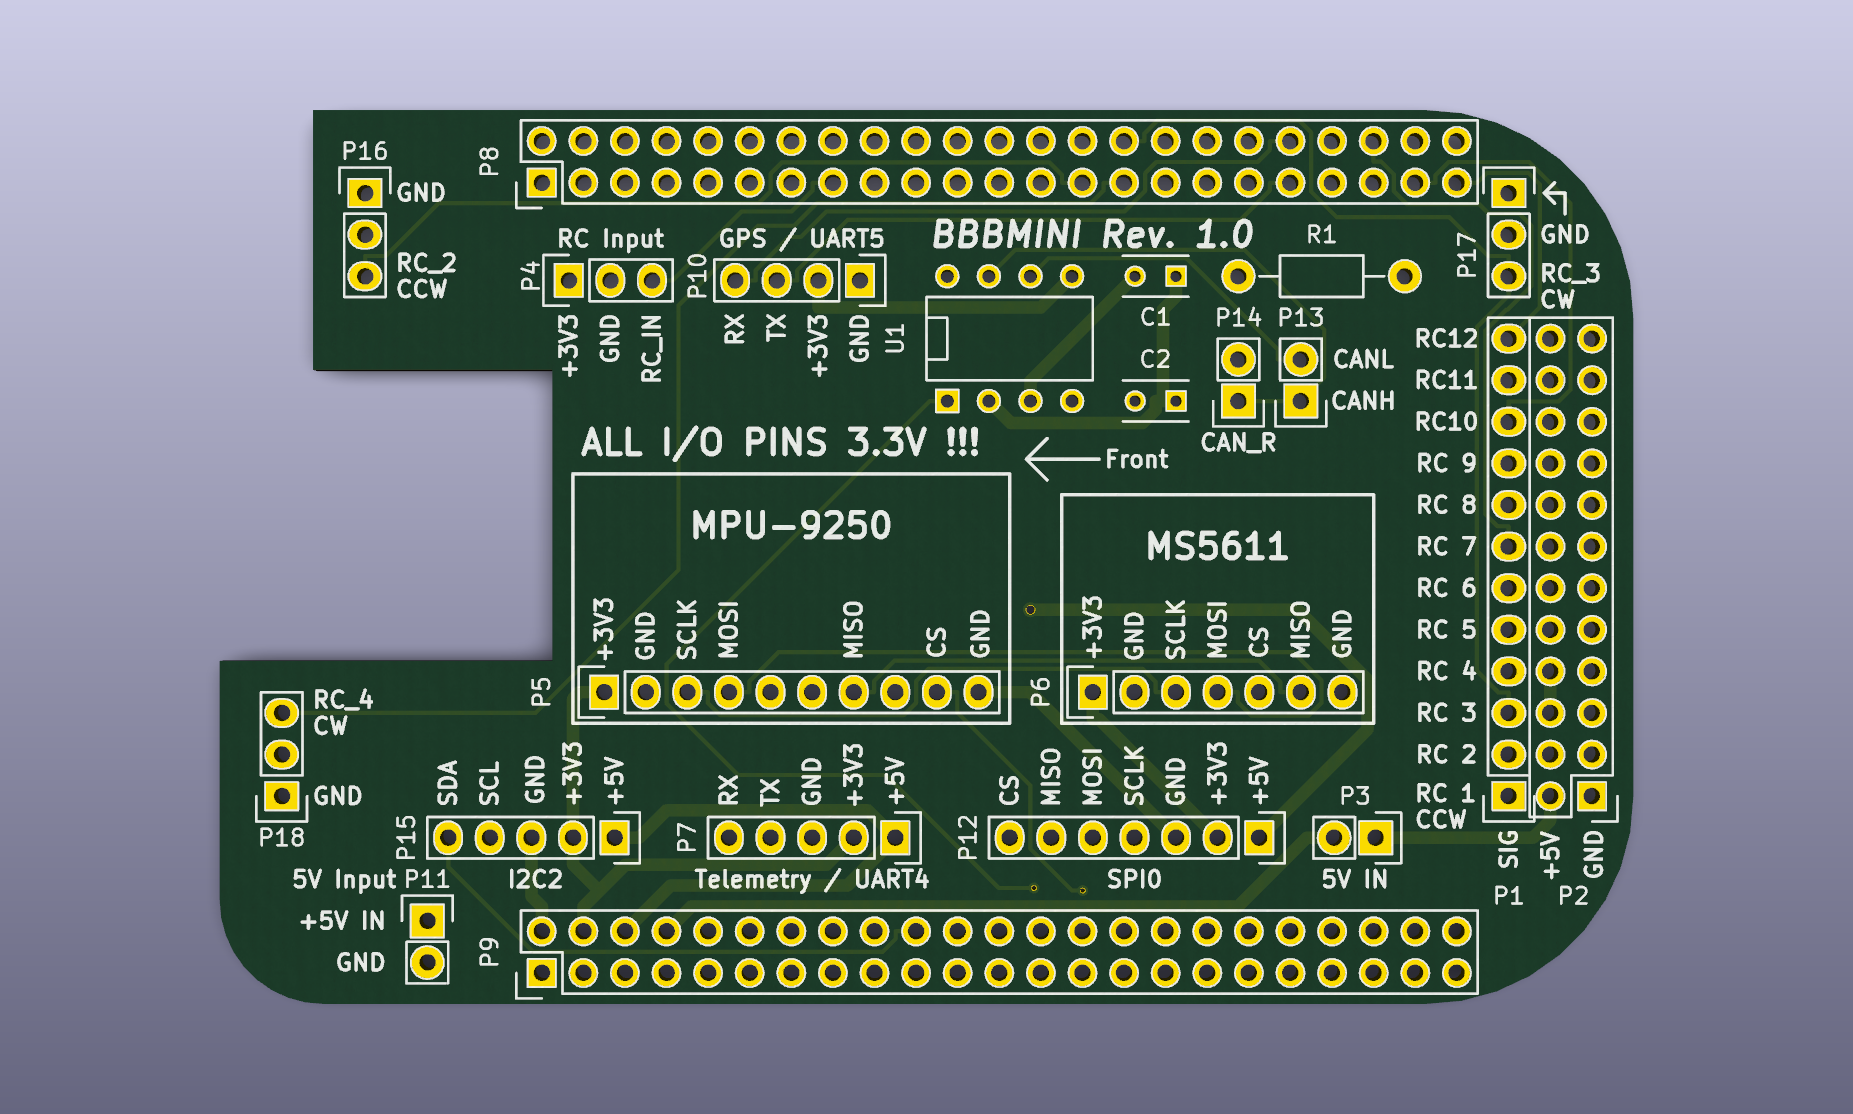 P16
GND
RC_2
CCW
P8
RC Input
P4
+3V3
GND
RC_IN
GPS / UART5
P10
RX
TX
+3V3
GND
BBBMINI Rev. 1.0
U1
C1
C2
R1
P14
P13
CANL
CANH
CAN_R
P17
GND
RC_3
CW
ALL I/O PINS 3.3V !!!
Front
MPU-9250
+3V3
GND
SCLK
MOSI
MISO
CS
GND
P5
MS5611
+3V3
GND
SCLK
MOSI
CS
MISO
GND
P6
RC12
RC11
RC10
RC 9
RC 8
RC 7
RC 6
RC 5
RC 4
RC 3
RC 2
RC 1
CCW
SIG
+5V
GND
P1
P2
RC_4
CW
GND
P18
SDA
SCL
GND
+3V3
+5V
P15
I2C2
RX
TX
GND
+3V3
+5V
P7
Telemetry / UART4
CS
MISO
MOSI
SCLK
GND
+3V3
+5V
P12
SPI0
P3
5V IN
5V Input
P11
+5V IN
GND
P9